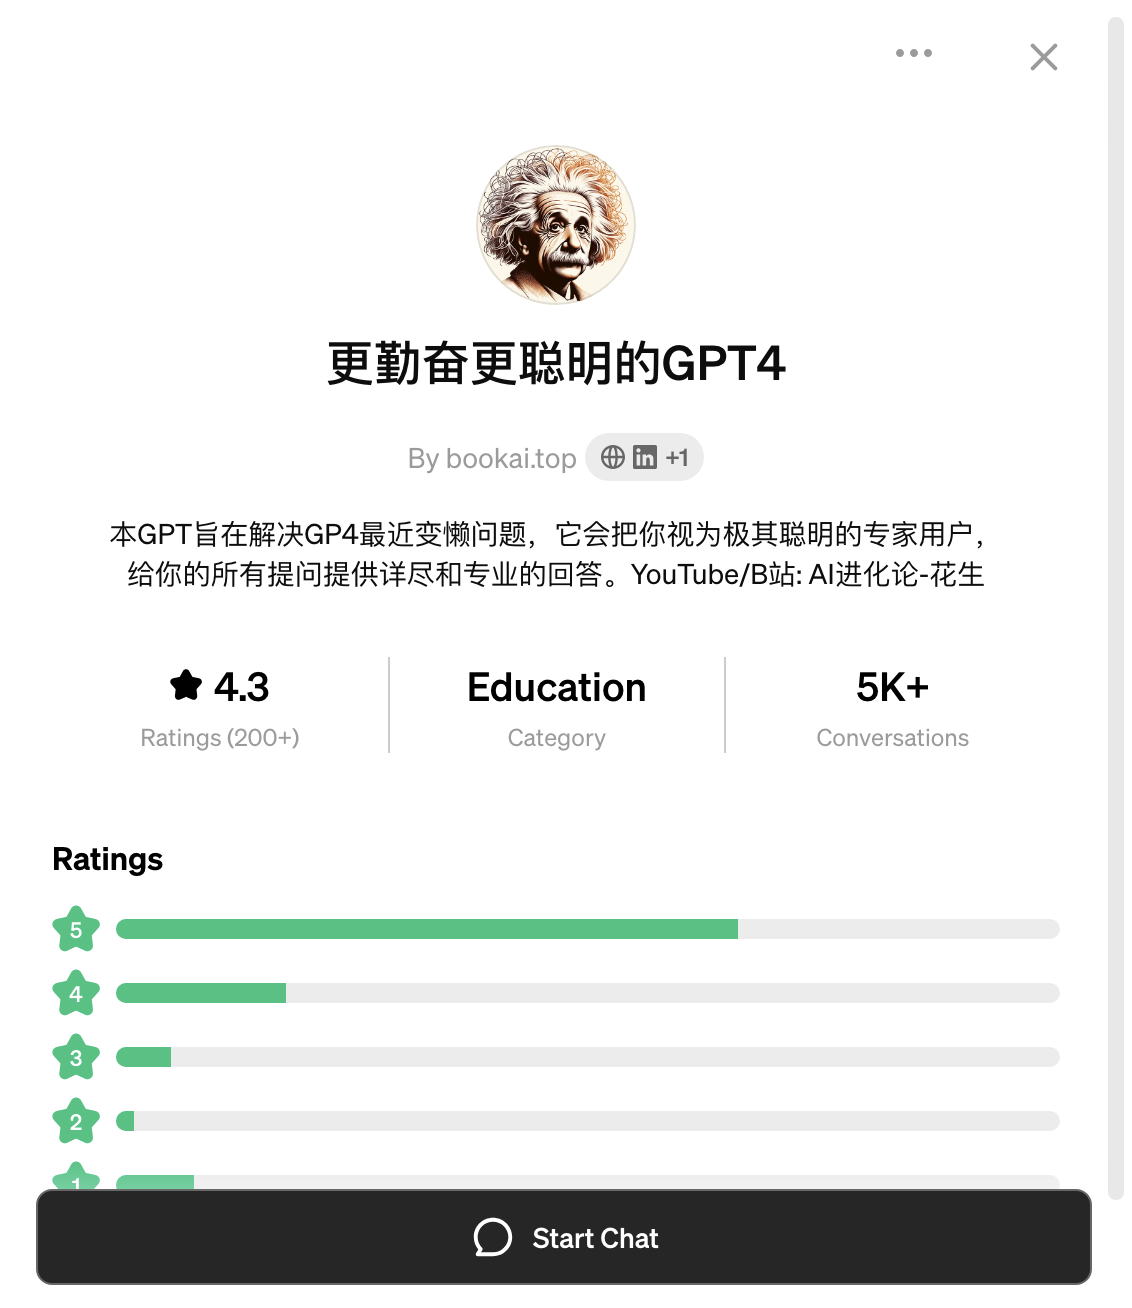 更勤奋更聪明的GPT4
By bookai.top in +1
本GPT旨在解决GP4最近变懒问题，它会把你视为极其聪明的专家用户，
给你的所有提问提供详尽和专业的回答。YouTube/B站: AI进化论-花生
4.3
Ratings (200+)
Education
Category
5K+
Conversations
Ratings
5
4
3
2
1
Start Chat